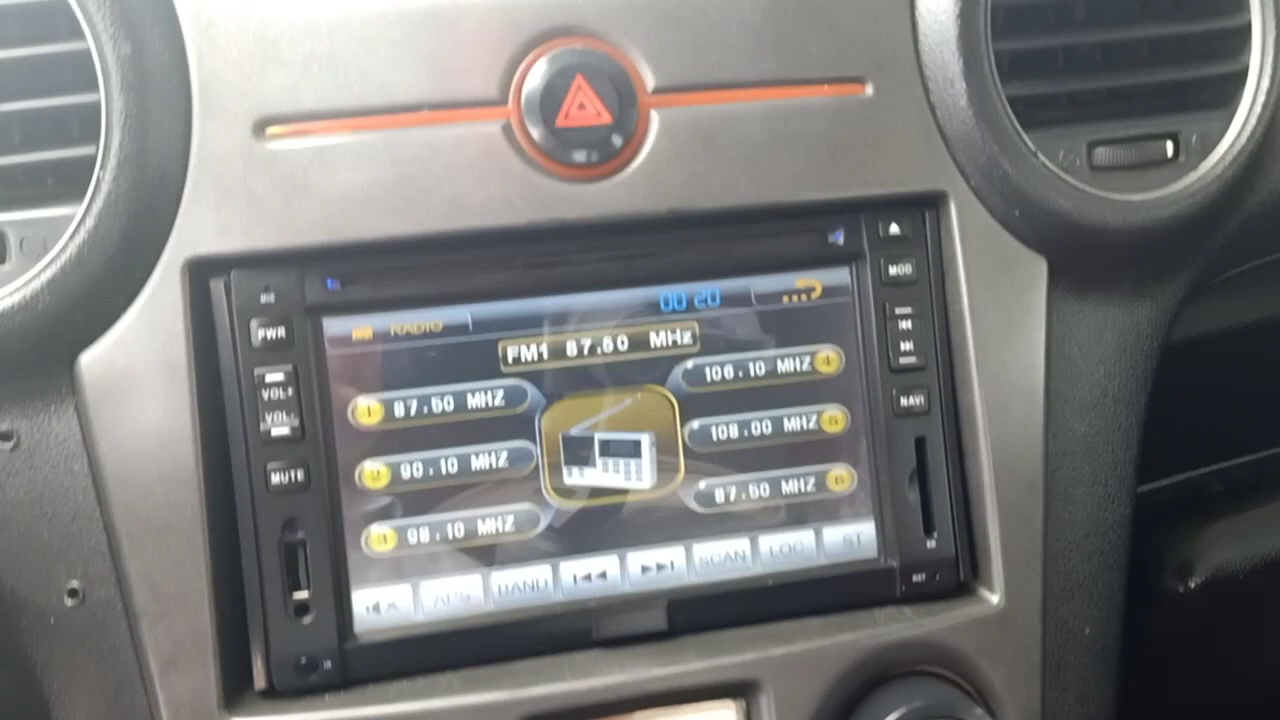 MIC
PWR
VOL+
VOL-
MUTE
RADIO
00 20
FM1 87.50 MHz
1 87.50 MHZ
2 90.10 MHZ
3 98.10 MHZ
106.10 MHZ 4
108.00 MHZ 5
87.50 MHZ 6
APS BAND SCAN LOC ST
MOD
NAVI
RST